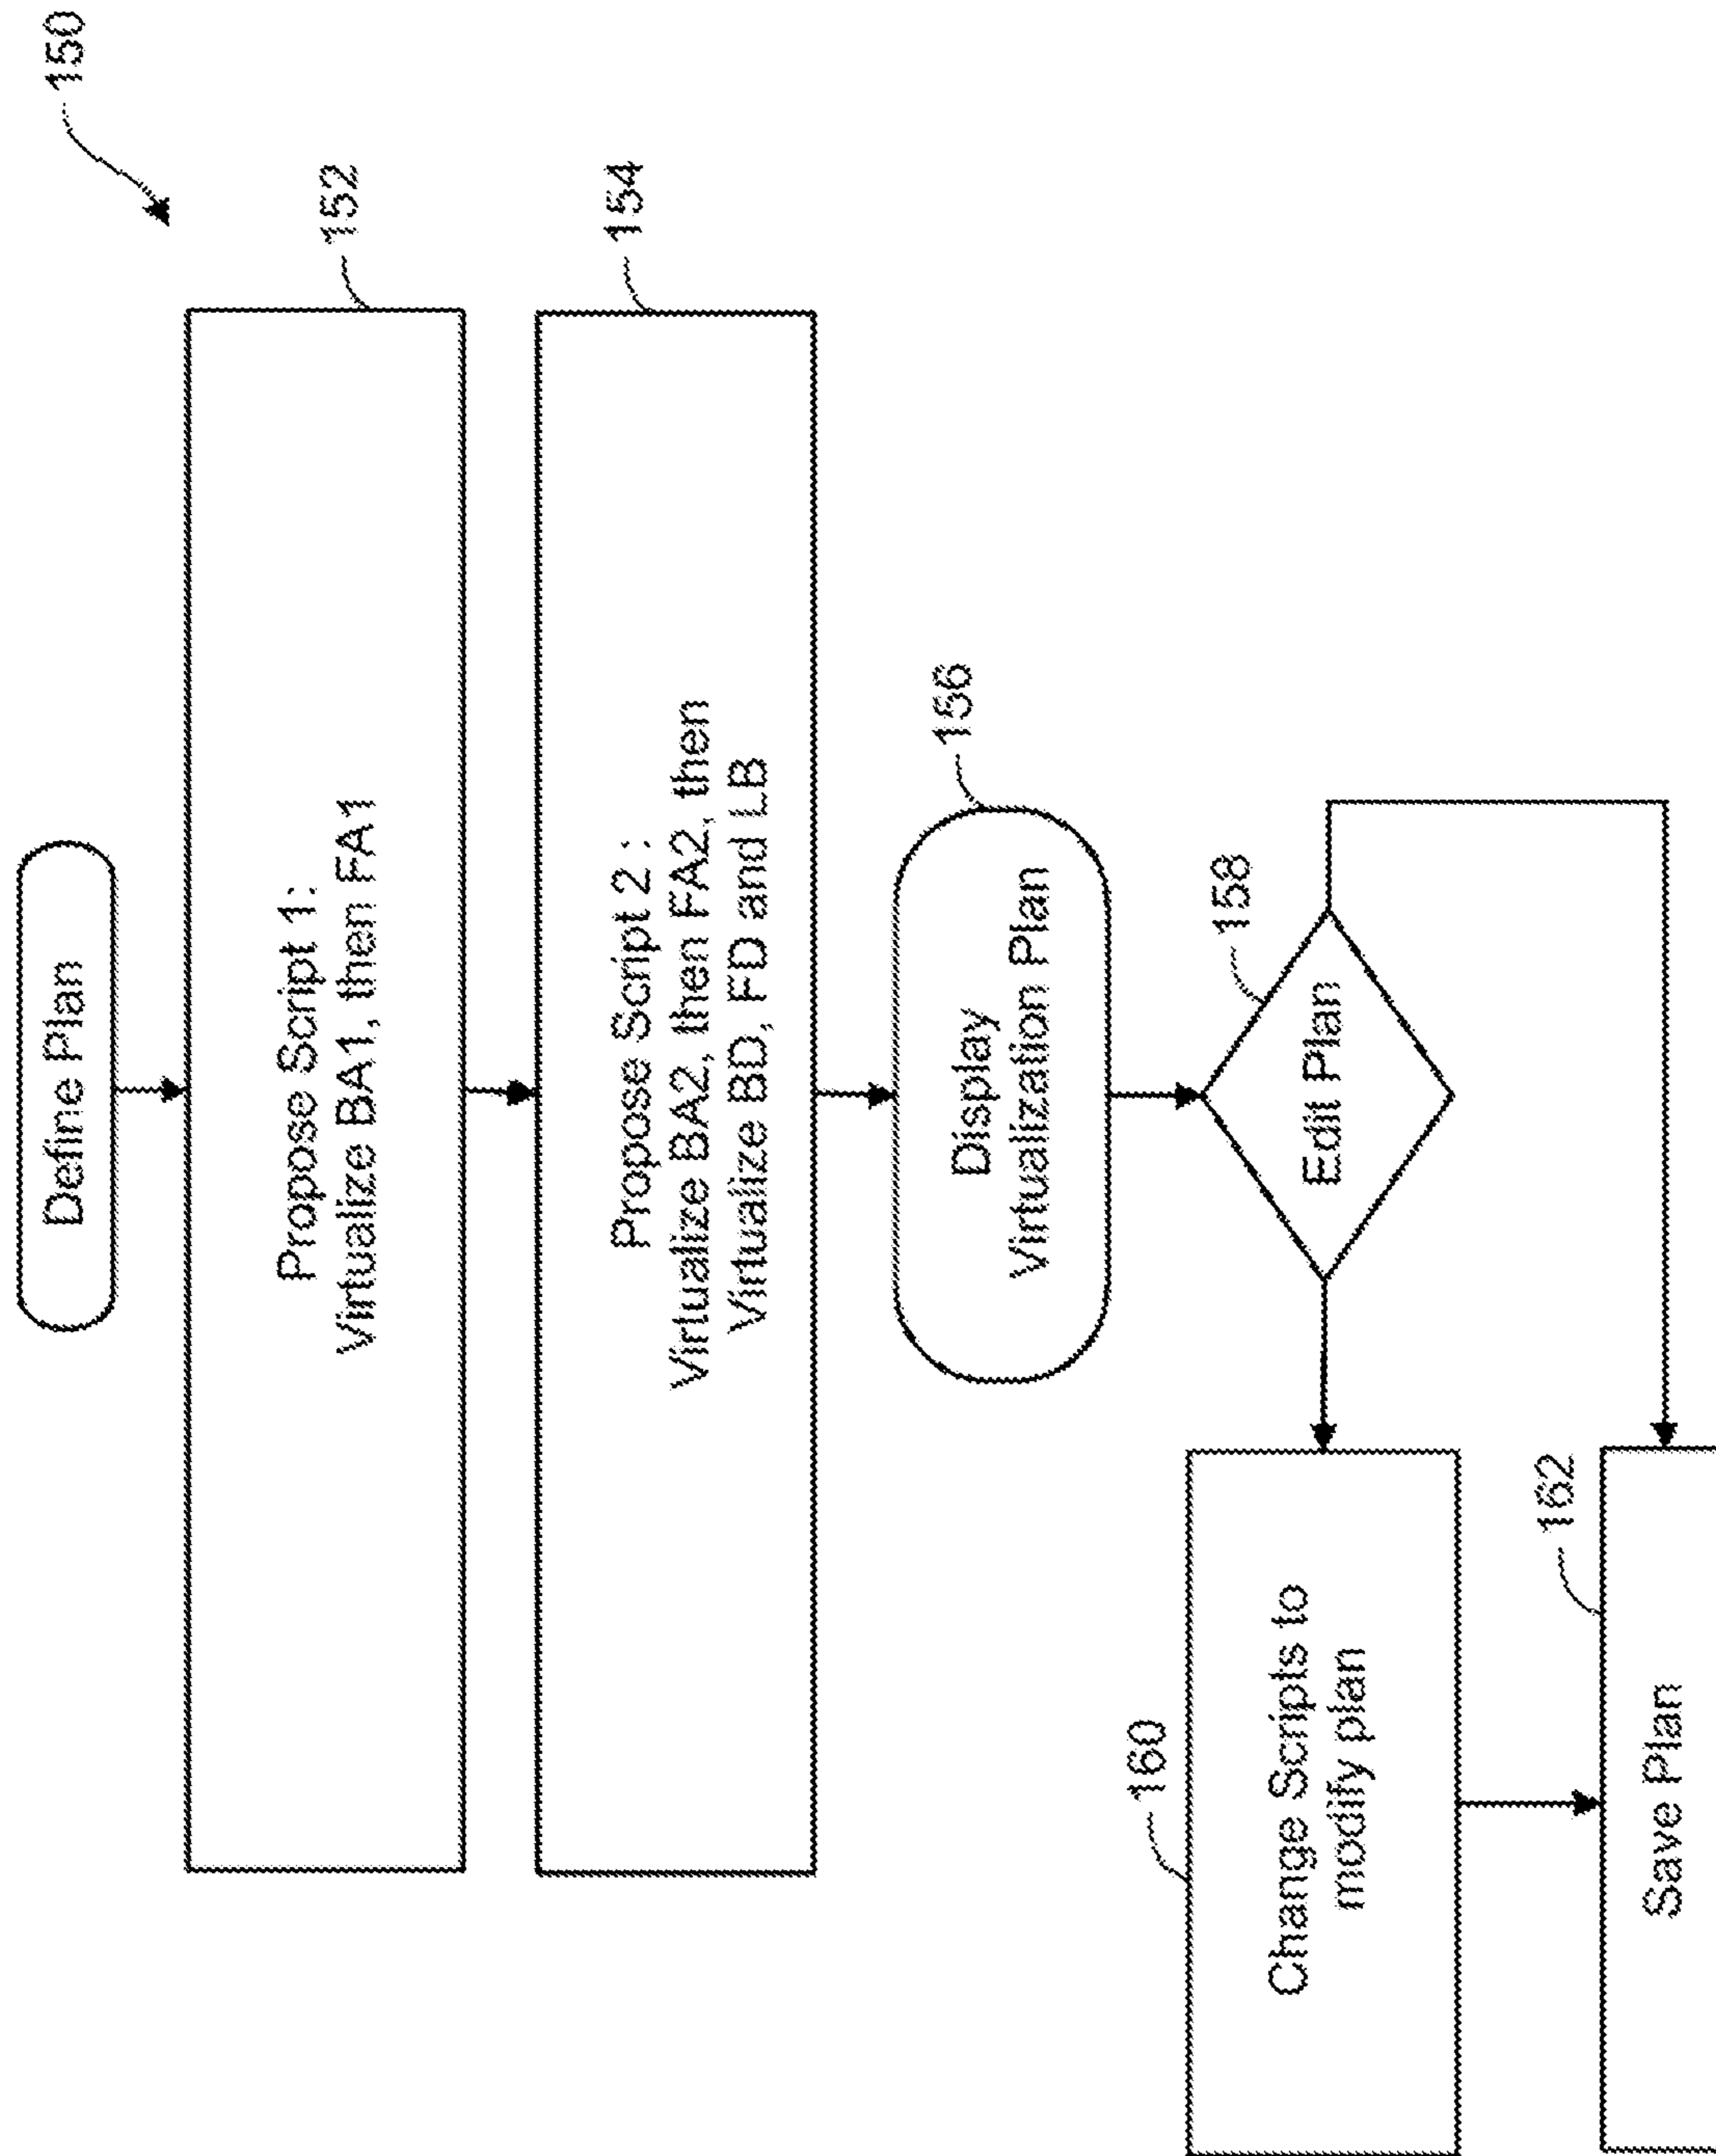 150
Define Plan
152
Propose Script 1:
Virtualize BA1, then FA1
154
Propose Script 2 :
Virtualize BA2, then FA2, then
Virtualize BD, FD and LB
156
Display
Virtualization Plan
158
Edit Plan
160
Change Scripts to
modify plan
162
Save Plan